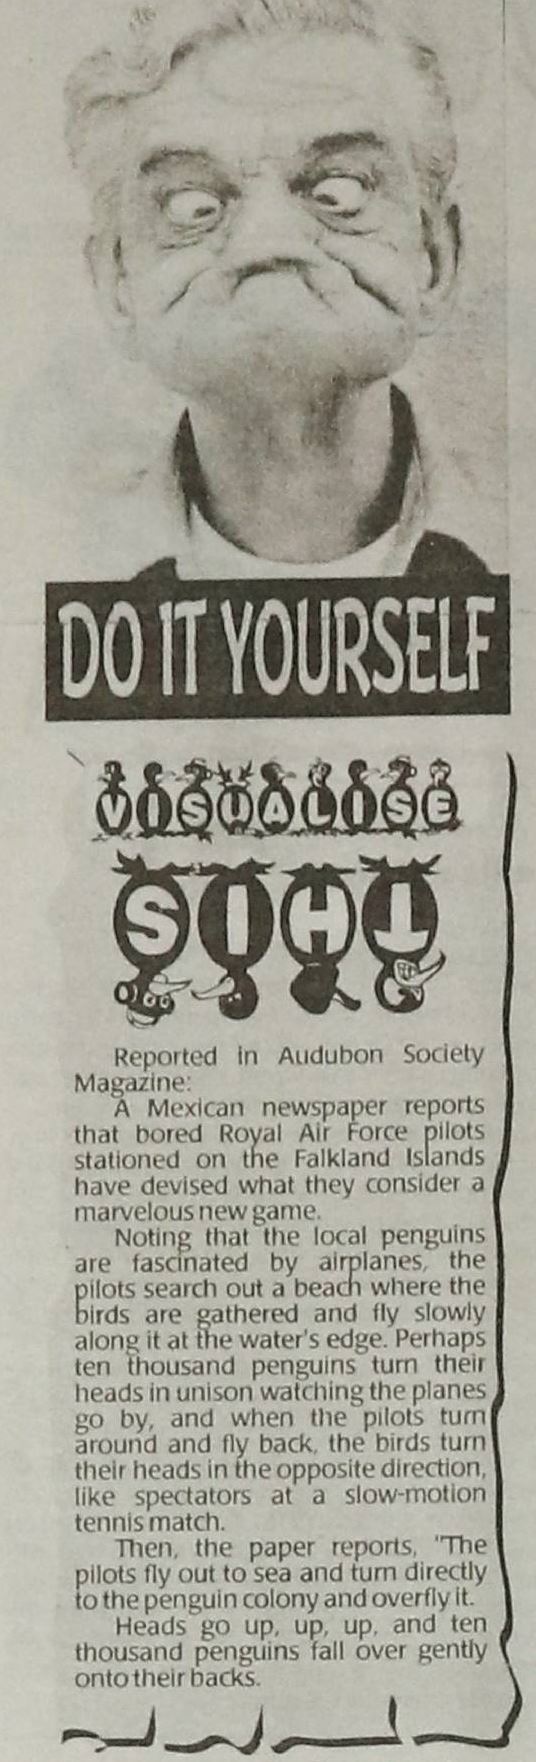 DO IT YOURSELF
VISUALISE
THIS
Reported in Audubon Society
Magazine:
A Mexican newspaper reports
that bored Royal Air Force pilots
stationed on the Falkland Islands
have devised what they consider a
marvelous new game.
Noting that the local penguins
are fascinated by airplanes, the
pilots search out a beach where the
birds are gathered and fly slowly
along it at the water's edge. Perhaps
ten thousand penguins turn their
heads in unison watching the planes
go by, and when the pilots turn
around and fly back, the birds turn
their heads in the opposite direction,
like spectators at a slow-motion
tennis match.
Then, the paper reports, "The
pilots fly out to sea and turn directly
to the penguin colony and overfly it.
Heads go up, up, up, and ten
thousand penguins fall over gently
onto their backs.